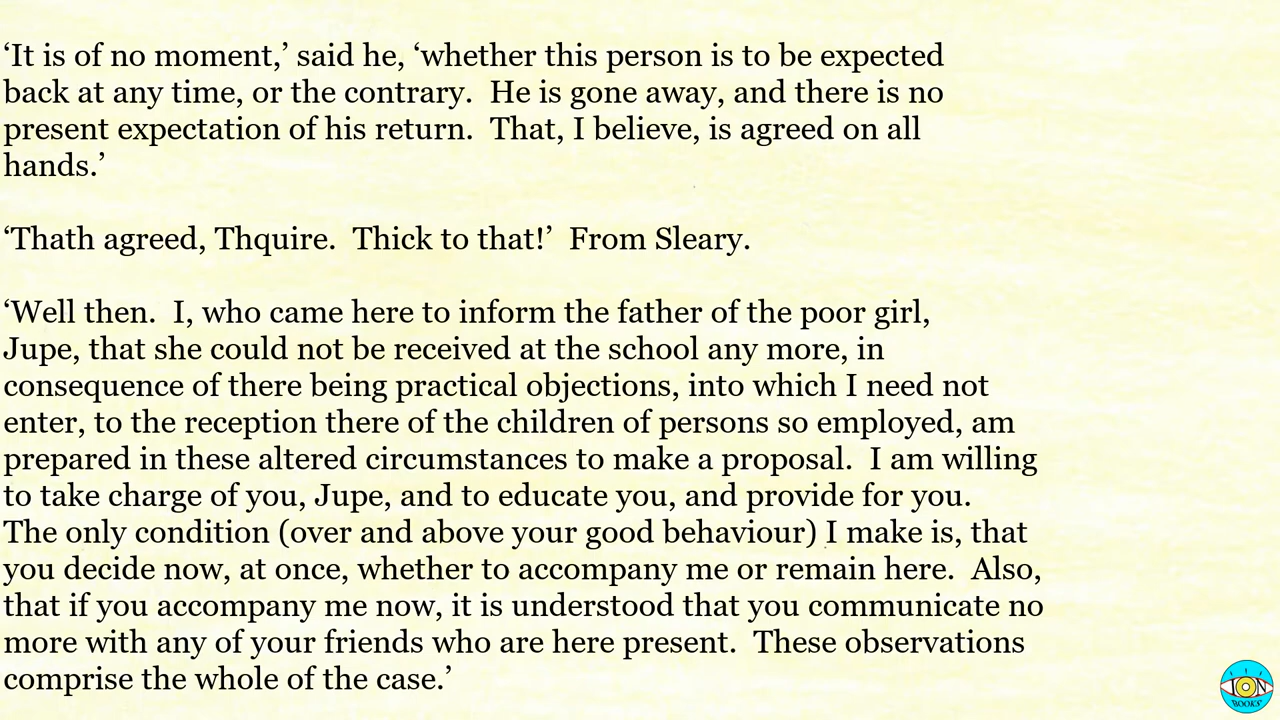 ‘It is of no moment,’ said he, ‘whether this person is to be expected
back at any time, or the contrary.  He is gone away, and there is no
present expectation of his return.  That, I believe, is agreed on all
hands.’
‘Thath agreed, Thquire.  Thick to that!’  From Sleary.
‘Well then.  I, who came here to inform the father of the poor girl,
Jupe, that she could not be received at the school any more, in
consequence of there being practical objections, into which I need not
enter, to the reception there of the children of persons so employed, am
prepared in these altered circumstances to make a proposal.  I am willing
to take charge of you, Jupe, and to educate you, and provide for you.
The only condition (over and above your good behaviour) I make is, that
you decide now, at once, whether to accompany me or remain here.  Also,
that if you accompany me now, it is understood that you communicate no
more with any of your friends who are here present.  These observations
comprise the whole of the case.’
ION
BOOKS